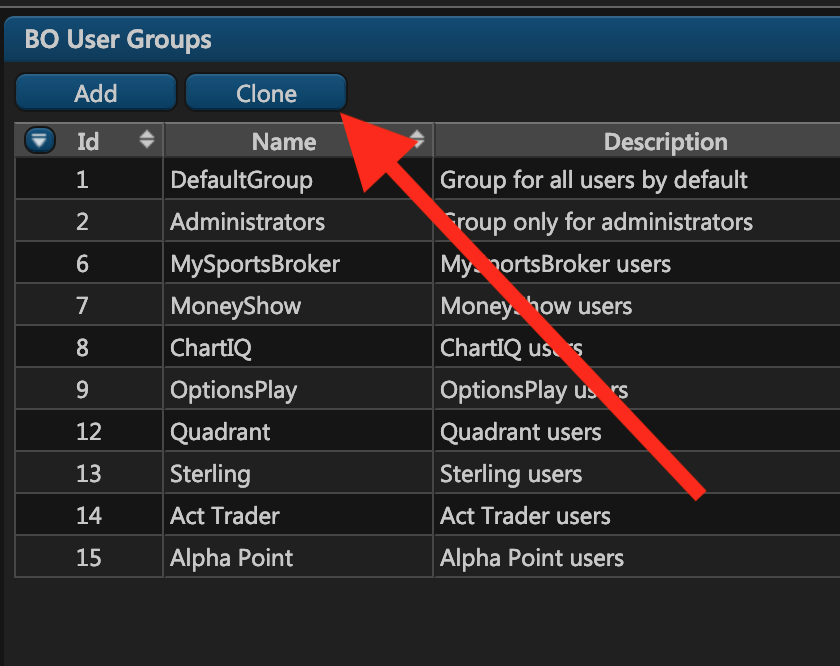 BO User Groups
Add Clone
Id Name Description
1 DefaultGroup Group for all users by default
2 Administrators Group only for administrators
6 MySportsBroker MySportsBroker users
7 MoneyShow MoneyShow users
8 ChartIQ ChartIQ users
9 OptionsPlay OptionsPlay users
12 Quadrant Quadrant users
13 Sterling Sterling users
14 Act Trader Act Trader users
15 Alpha Point Alpha Point users